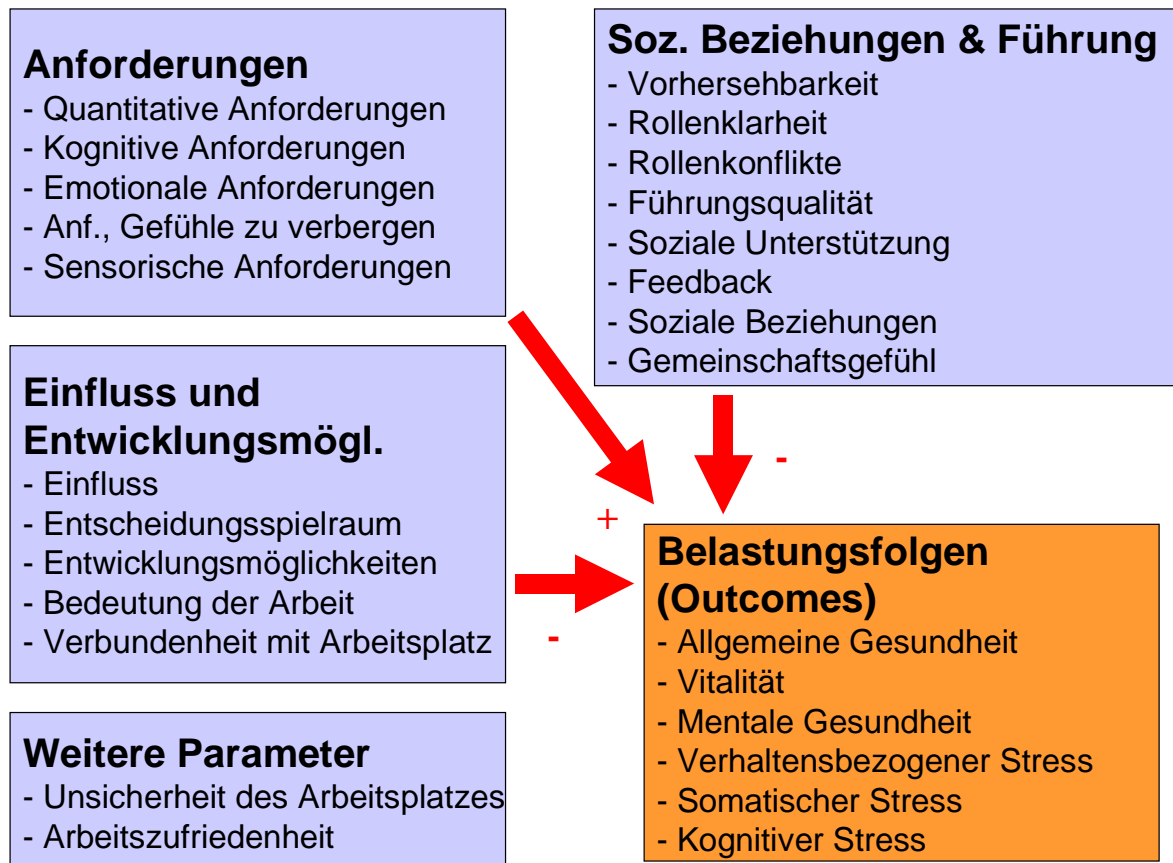 Anforderungen
- Quantitative Anforderungen
- Kognitive Anforderungen
- Emotionale Anforderungen
- Anf., Gefühle zu verbergen
- Sensorische Anforderungen
Soz. Beziehungen & Führung
- Vorhersehbarkeit
- Rollenklarheit
- Rollenkonflikte
- Führungsqualität
- Soziale Unterstützung
- Feedback
- Soziale Beziehungen
- Gemeinschaftsgefühl
Einfluss und
Entwicklungsmögl.
- Einfluss
- Entscheidungsspielraum
- Entwicklungsmöglichkeiten
- Bedeutung der Arbeit
- Verbundenheit mit Arbeitsplatz
-
+
-
Belastungsfolgen
(Outcomes)
- Allgemeine Gesundheit
- Vitalität
- Mentale Gesundheit
- Verhaltensbezogener Stress
- Somatischer Stress
- Kognitiver Stress
Weitere Parameter
- Unsicherheit des Arbeitsplatzes
- Arbeitszufriedenheit